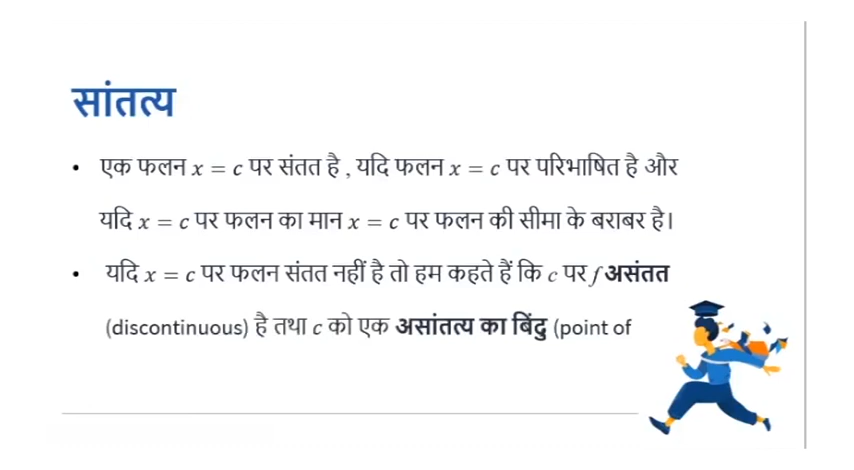 सांतत्य
• एक फलन x = c पर संतत है , यदि फलन x = c पर परिभाषित है और
यदि x = c पर फलन का मान x = c पर फलन की सीमा के बराबर है।
• यदि x = c पर फलन संतत नहीं है तो हम कहते हैं कि c पर f असंतत
(discontinuous) है तथा c को एक असांतत्य का बिंदु (point of